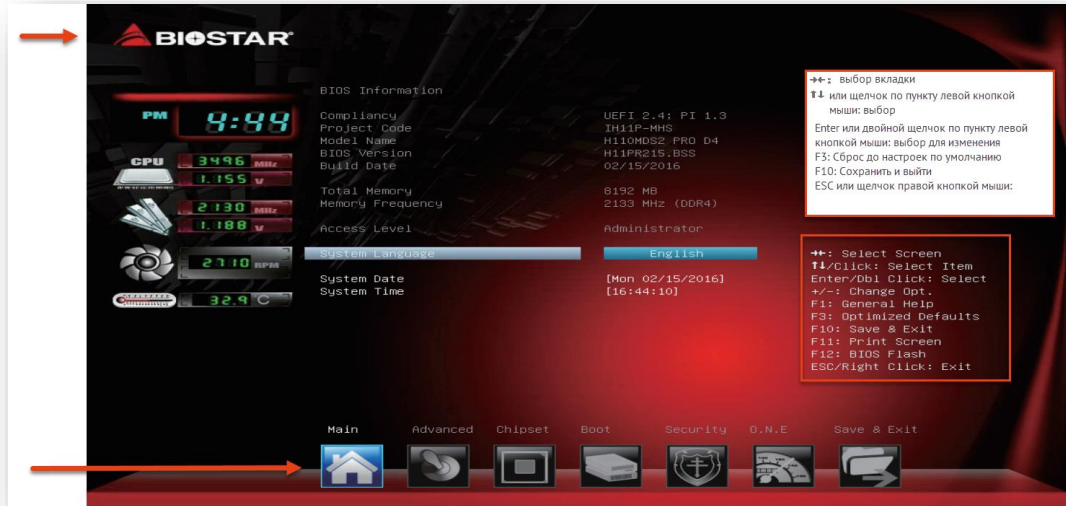 BIOSTAR
BIOS Information
Compliancy UEFI 2.4; PI 1.3
Project Code IH11P-MHS
Model Name H110MDS2 PRO D4
BIOS Version H11PR215.BSS
Build Date 02/15/2016
Total Memory 8192 MB
Memory Frequency 2133 MHz (DDR4)
Access Level Administrator
System Language English
System Date [Mon 02/15/2016]
System Time [16:44:10]
PM 4:44
CPU 3496 MHz
1.155 V
2130 MHz
1.188 V
2710 RPM
32.9 C
→←: выбор вкладки
↑↓ или щелчок по пункту левой кнопкой
мыши: выбор
Enter или двойной щелчок по пункту левой
кнопкой мыши: выбор для изменения
F3: Сброс до настроек по умолчанию
F10: Сохранить и выйти
ESC или щелчок правой кнопкой мыши:
→←: Select Screen
↑↓/Click: Select Item
Enter/Dbl Click: Select
+/-: Change Opt.
F1: General Help
F3: Optimized Defaults
F10: Save & Exit
F11: Print Screen
F12: BIOS Flash
ESC/Right Click: Exit
Main Advanced Chipset Boot Security O.N.E Save & Exit